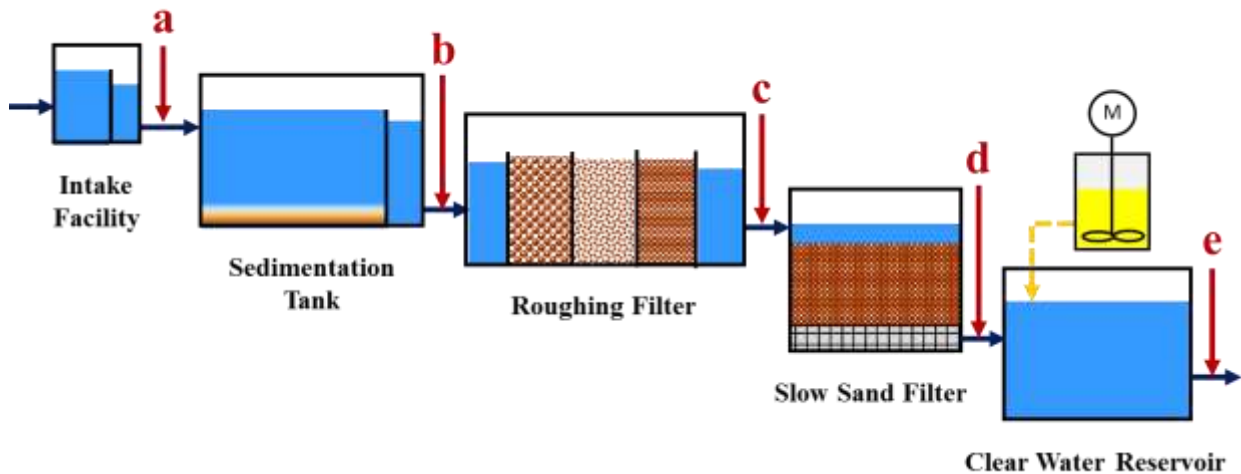 a
Intake
Facility
b
Sedimentation
Tank
c
Roughing Filter
d
Slow Sand Filter
M
e
Clear Water Reservoir